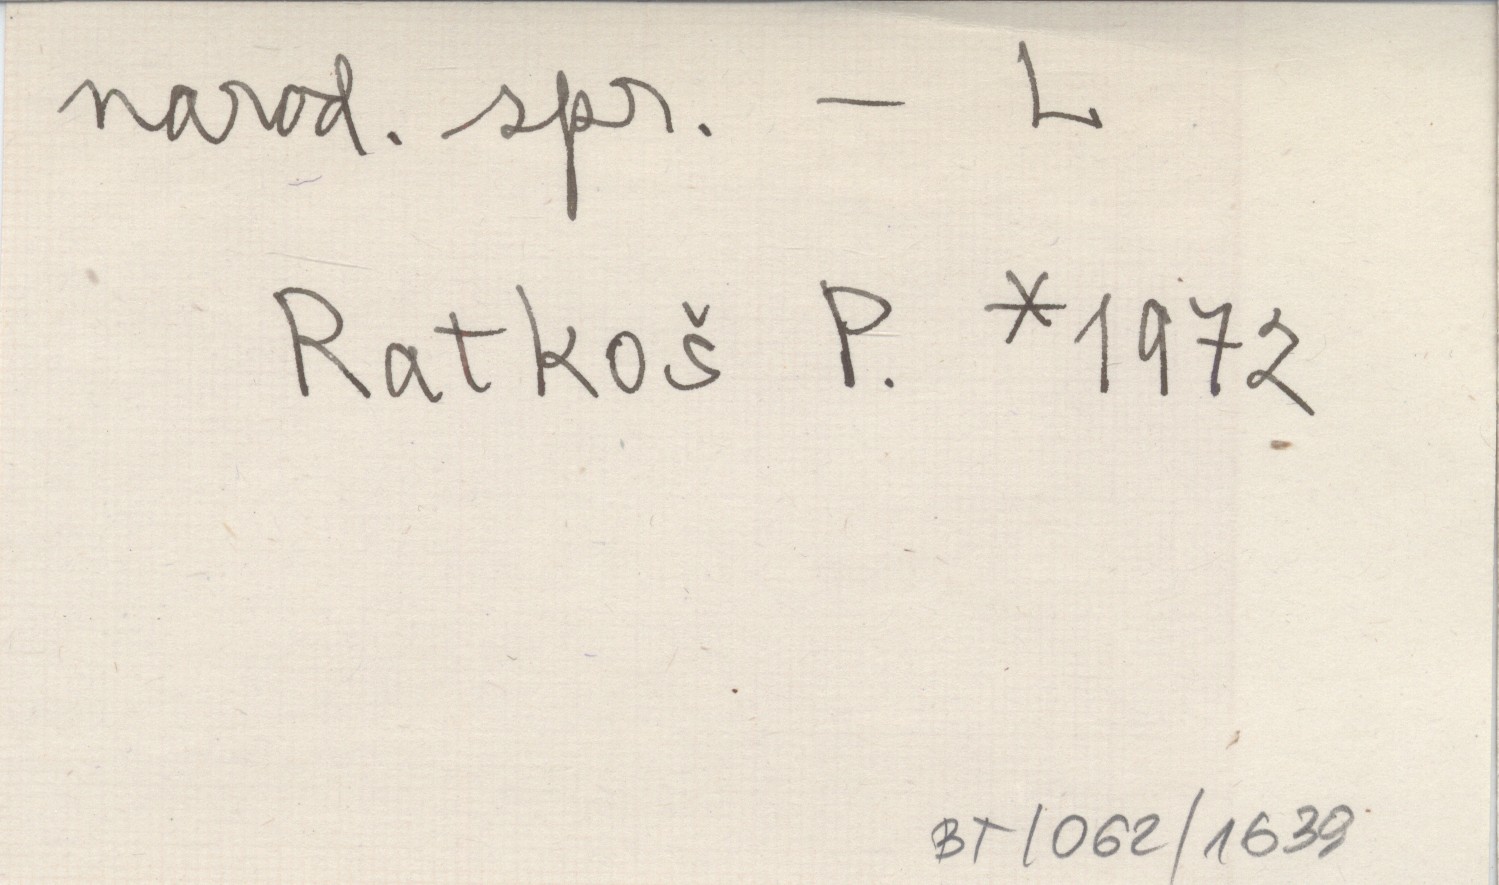 narod. spr. – L
Ratkoš P. *1972
BT/062/1639